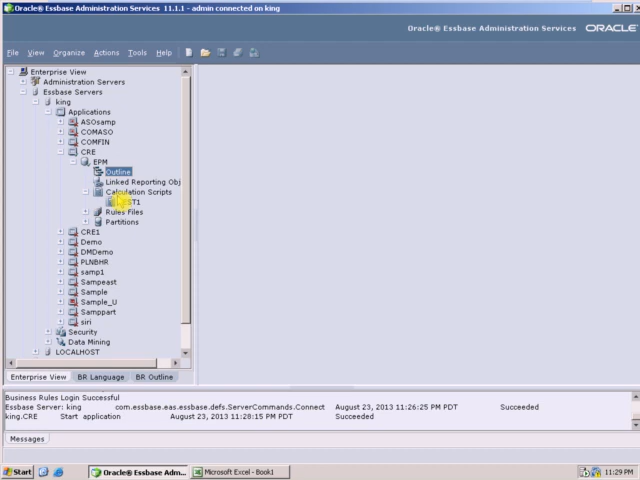 Oracle® Essbase Administration Services 11.1.1 - admin connected on king
Oracle® Essbase Administration Services ORACLE
File View Organize Actions Tools Help
Enterprise View
Administration Servers
Essbase Servers
king
Applications
ASOsamp
COMASO
COMFIN
CRE
EPM
Outline
Linked Reporting Obj
Calculation Scripts
ST1
Rules Files
Partitions
CRE1
Demo
DMDemo
PLNBHR
samp1
Sampeast
Sample
Sample_U
Samppart
siri
Security
Data Mining
LOCALHOST
Enterprise View BR Language BR Outline
Business Rules Login Successful
Essbase Server: king com.essbase.eas.essbase.defs.ServerCommands.Connect August 23, 2013 11:26:25 PM PDT Succeeded
king.CRE Start application August 23, 2013 11:28:15 PM PDT Succeeded
Messages
Start Oracle® Essbase Adm... Microsoft Excel - Book1 11:29 PM